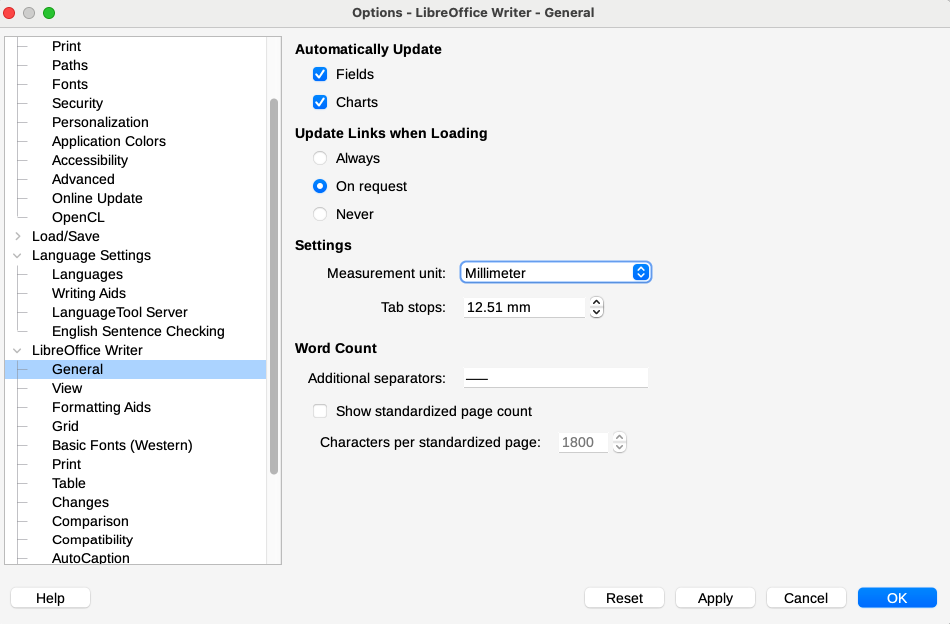 Options - LibreOffice Writer - General
Print
Paths
Fonts
Security
Personalization
Application Colors
Accessibility
Advanced
Online Update
OpenCL
Load/Save
Language Settings
Languages
Writing Aids
LanguageTool Server
English Sentence Checking
LibreOffice Writer
General
View
Formatting Aids
Grid
Basic Fonts (Western)
Print
Table
Changes
Comparison
Compatibility
AutoCaption
Automatically Update
Fields
Charts
Update Links when Loading
Always
On request
Never
Settings
Measurement unit: Millimeter
Tab stops: 12.51 mm
Word Count
Additional separators: —–
Show standardized page count
Characters per standardized page: 1800
Help
Reset
Apply
Cancel
OK